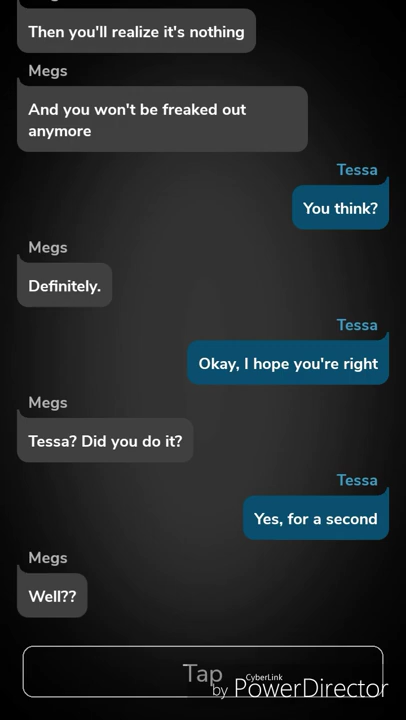 Then you'll realize it's nothing
Megs
And you won't be freaked out
anymore
Tessa
You think?
Megs
Definitely.
Tessa
Okay, I hope you're right
Megs
Tessa? Did you do it?
Tessa
Yes, for a second
Megs
Well??
Tap
by CyberLink
PowerDirector